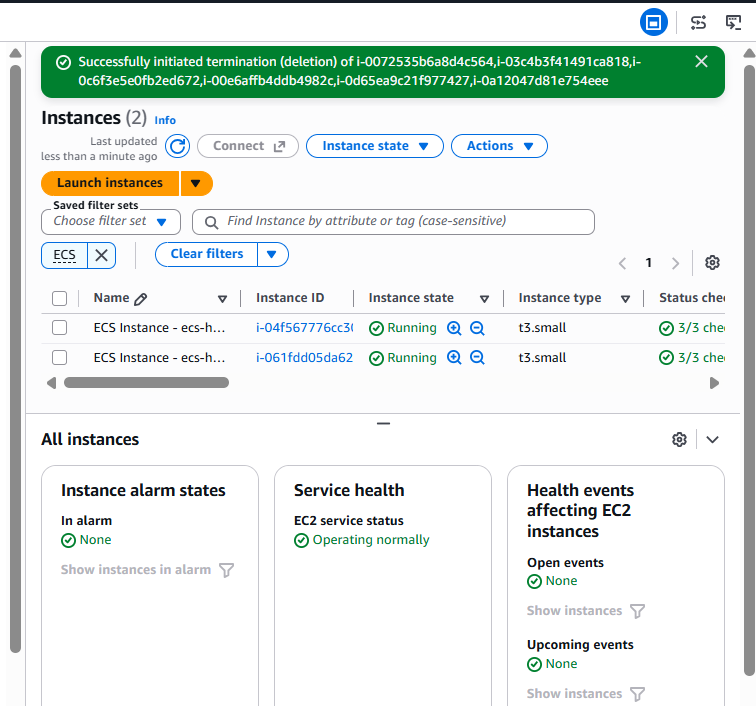 Successfully initiated termination (deletion) of i-0072535b6a8d4c564,i-03c4b3f41491ca818,i-
0c6f3e5e0fb2ed672,i-00e6affb4ddb4982c,i-0d65ea9c21f977427,i-0a12047d81e754eee
Instances (2) Info
Last updated
less than a minute ago
Connect
Instance state
Actions
Launch instances
Saved filter sets
Choose filter set
Find Instance by attribute or tag (case-sensitive)
ECS
Clear filters
1
Name Instance ID Instance state Instance type Status che
ECS Instance - ecs-h... i-04f567776cc30 Running t3.small 3/3 che
ECS Instance - ecs-h... i-061fdd05da62 Running t3.small 3/3 che
All instances
Instance alarm states
In alarm
None
Show instances in alarm
Service health
EC2 service status
Operating normally
Health events
affecting EC2
instances
Open events
None
Show instances
Upcoming events
None
Show instances